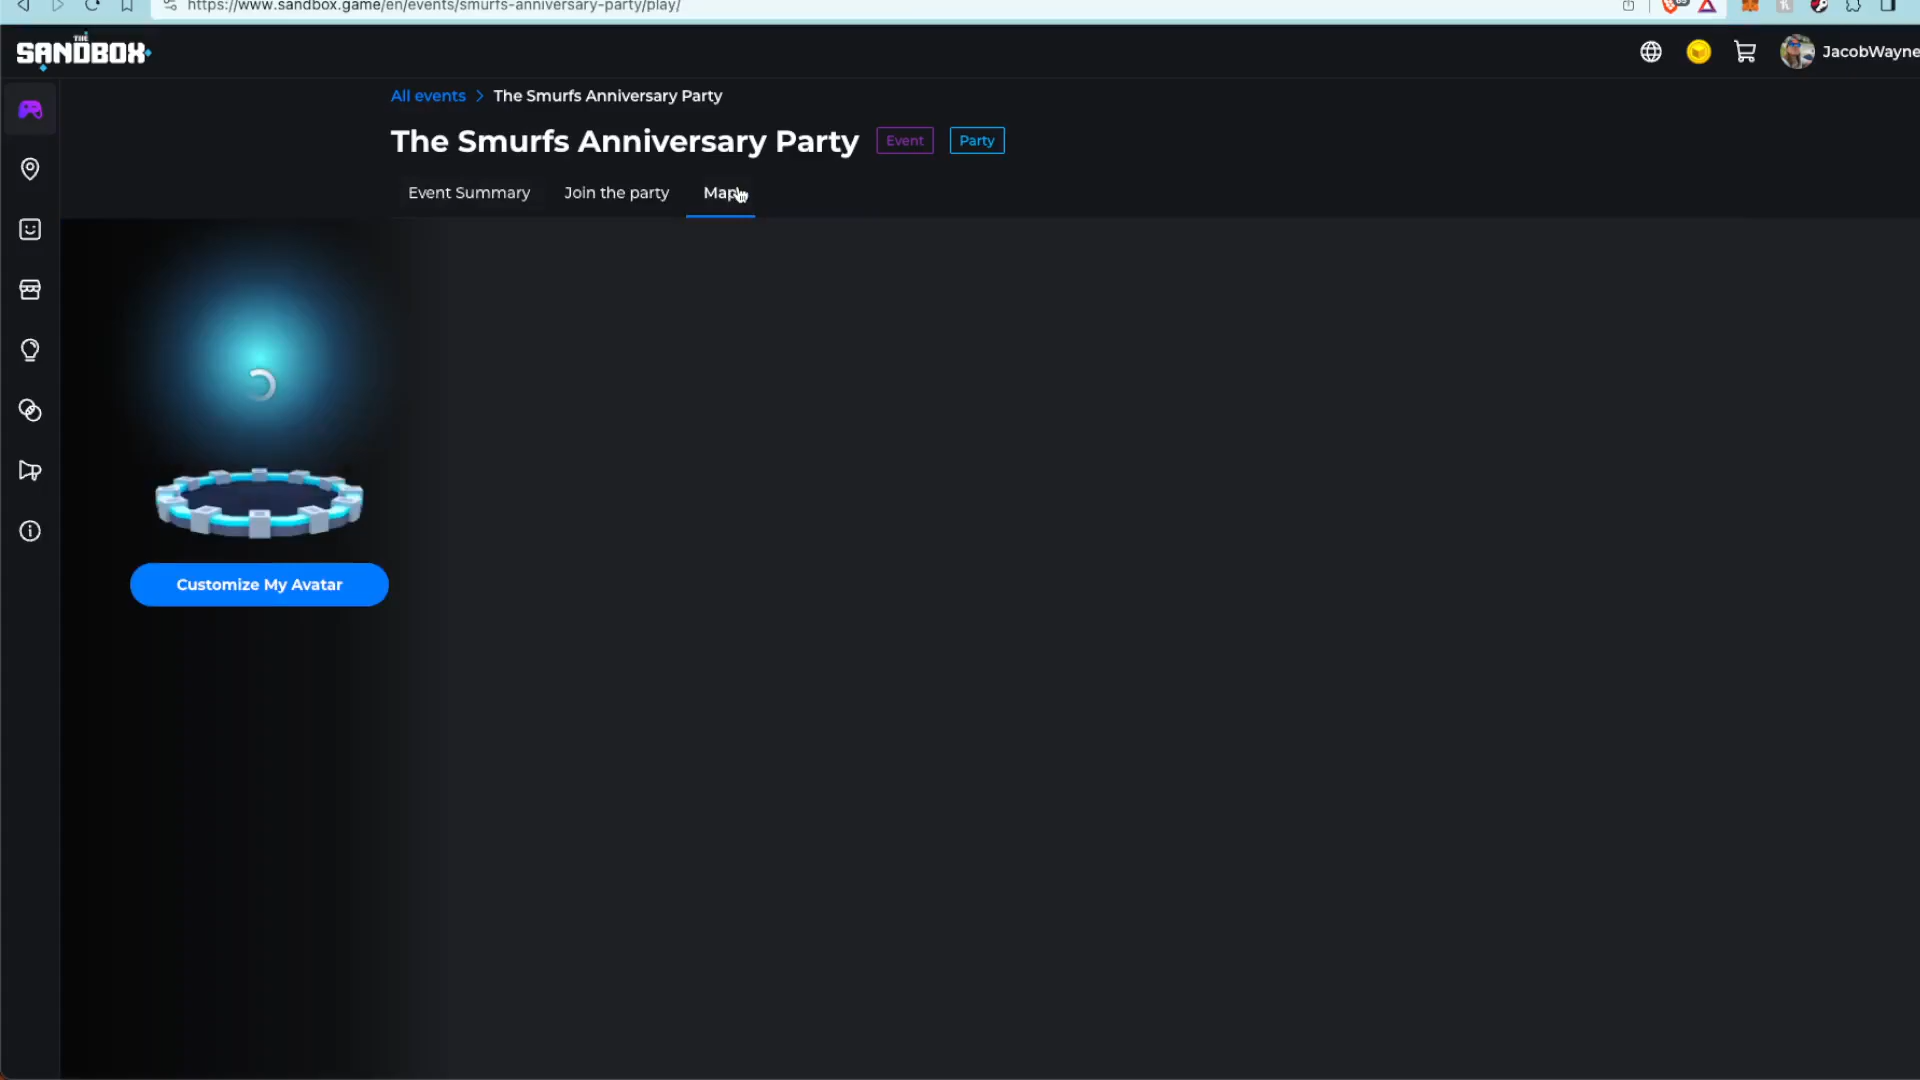 https://www.sandbox.game/en/events/smurfs-anniversary-party/play/
THE
SANDBOX
JacobWayne
All events > The Smurfs Anniversary Party
The Smurfs Anniversary Party
Event
Party
Event Summary
Join the party
Map
Customize My Avatar